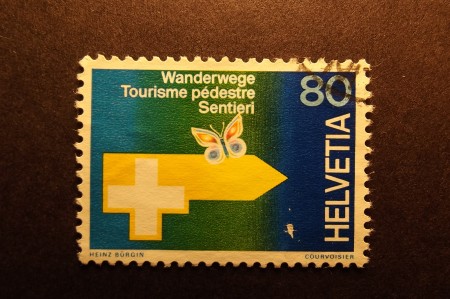 Wanderwege
Tourisme pédestre
Sentieri
80
HELVETIA
HEINZ BÜRGIN
COURVOISIER